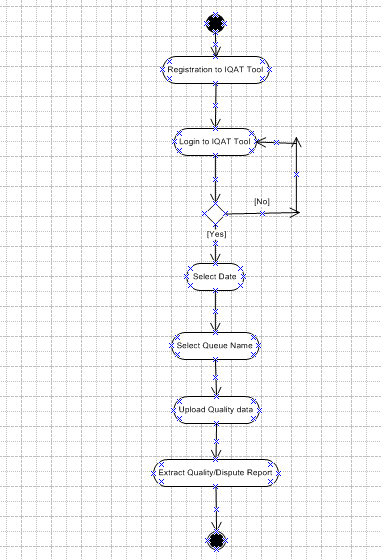 Registration to IQAT Tool
Login to IQAT Tool
[No]
[Yes]
Select Date
Select Queue Name
Upload Quality data
Extract Quality/Dispute Report